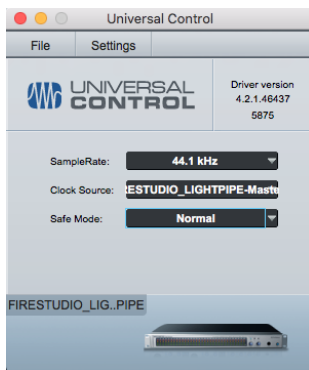 Universal Control
File Settings
UNIVERSAL
CONTROL
Driver version
4.2.1.46437
5875
SampleRate: 44.1 kHz
Clock Source: RESTUDIO_LIGHTPIPE-Maste
Safe Mode: Normal
FIRESTUDIO_LIG..PIPE